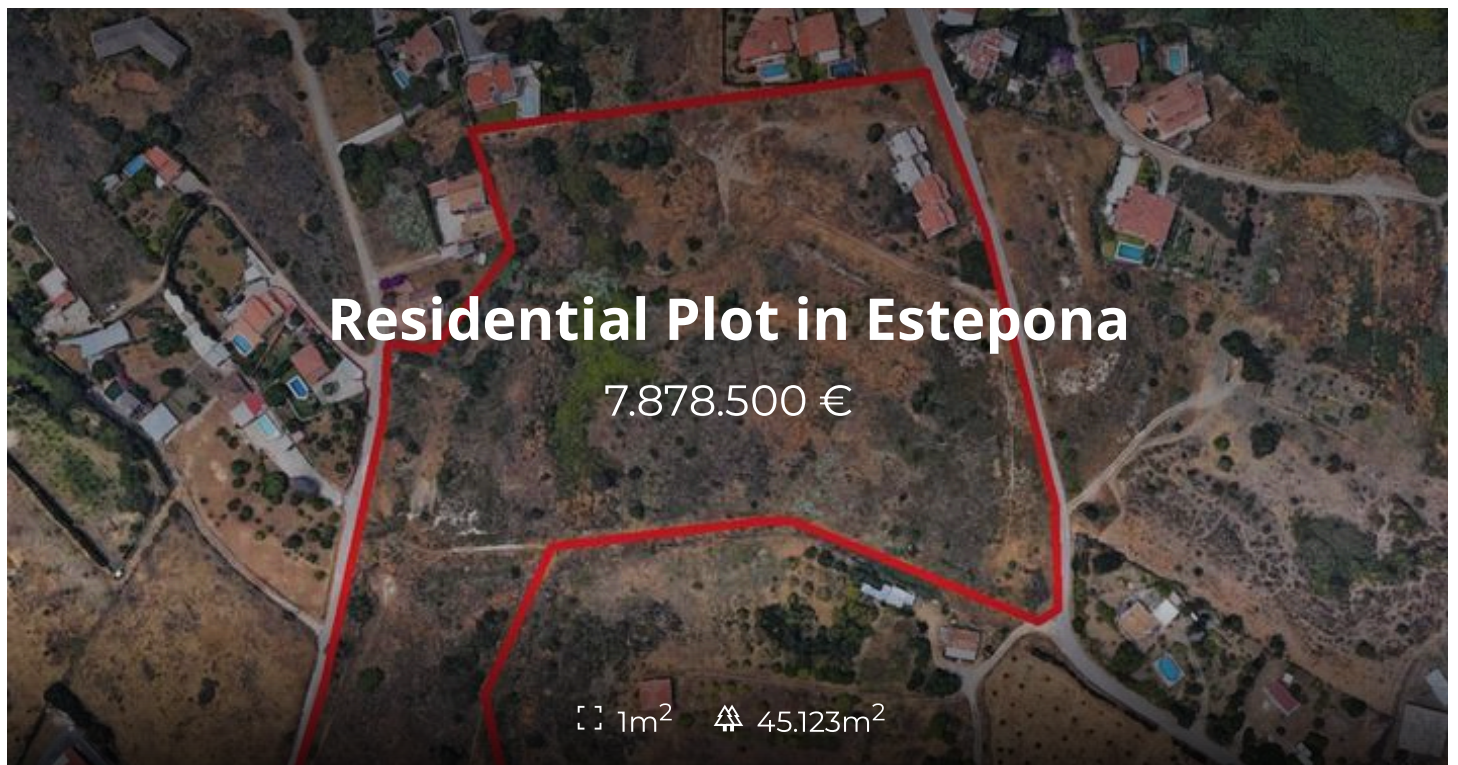 Residential Plot in Estepona
7.878.500 €
1m² 45.123m²